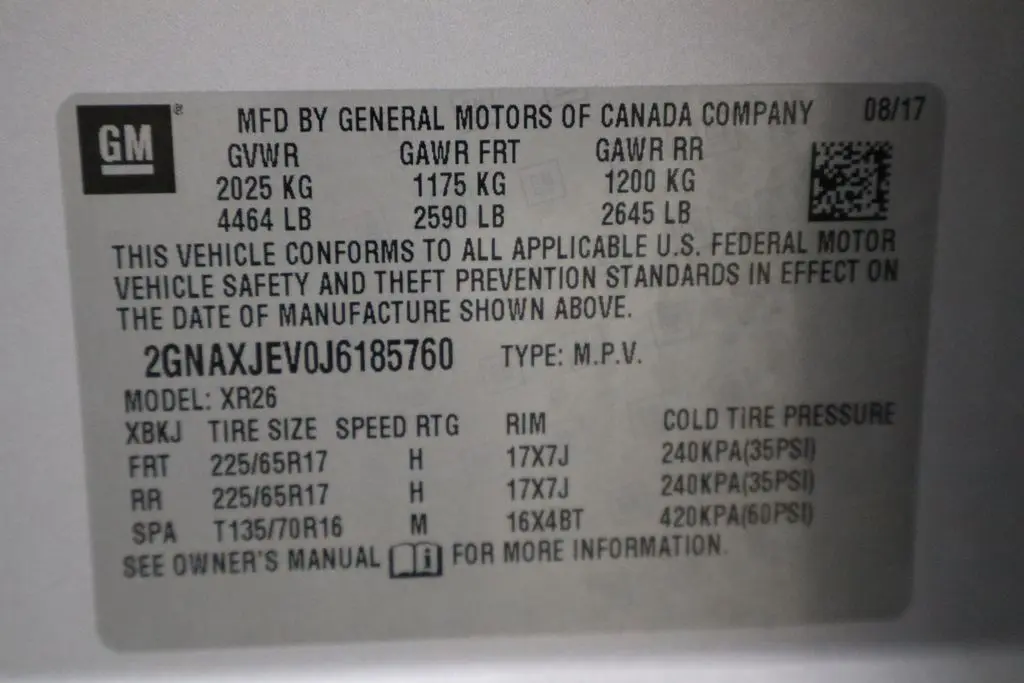 GM ®
MFD BY GENERAL MOTORS OF CANADA COMPANY 08/17
GVWR GAWR FRT GAWR RR
2025 KG 1175 KG 1200 KG
4464 LB 2590 LB 2645 LB
THIS VEHICLE CONFORMS TO ALL APPLICABLE U.S. FEDERAL MOTOR
VEHICLE SAFETY AND THEFT PREVENTION STANDARDS IN EFFECT ON
THE DATE OF MANUFACTURE SHOWN ABOVE.
2GNAXJEV0J6185760 TYPE: M.P.V.
MODEL: XR26
XBKJ TIRE SIZE SPEED RTG RIM COLD TIRE PRESSURE
FRT 225/65R17 H 17X7J 240KPA(35PSI)
RR 225/65R17 H 17X7J 240KPA(35PSI)
SPA T135/70R16 M 16X4BT 420KPA(60PSI)
SEE OWNER'S MANUAL i FOR MORE INFORMATION.